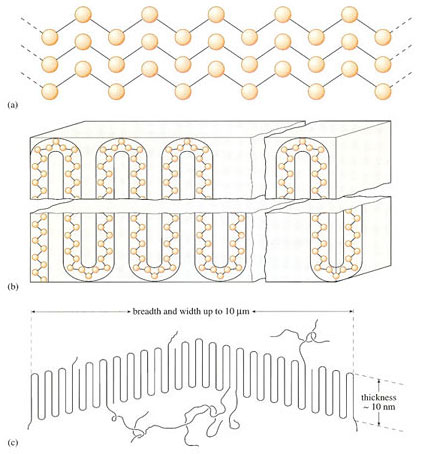 (a)
(b)
breadth and width up to 10 μm
thickness
~ 10 nm
(c)